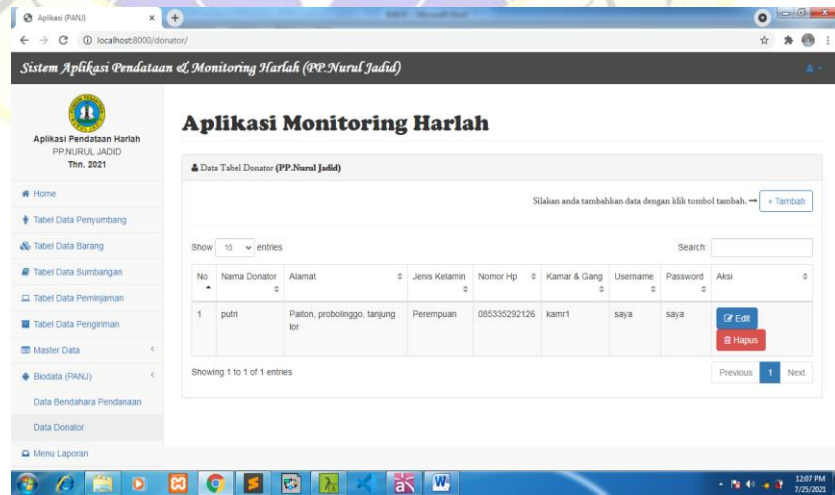 Aplikasi (PANJ)
localhost:8000/donator/
Sistem Aplikasi Pendataan & Monitoring Harlah (PP.Nurul Jadid)
Aplikasi Pendataan Harlah
PP.NURUL JADID
Thn. 2021
Home
Tabel Data Penyumbang
Tabel Data Barang
Tabel Data Sumbangan
Tabel Data Peminjaman
Tabel Data Pengiriman
Master Data
Biodata (PANJ)
Data Bendahara Pendanaan
Data Donator
Menu Laporan
Aplikasi Monitoring Harlah
Data Tabel Donator (PP.Nurul Jadid)
Silakan anda tambahkan data dengan klik tombol tambah. → + Tambah
Show 10 entries Search:
No Nama Donator Alamat Jenis Kelamin Nomor Hp Kamar & Gang Username Password Aksi
1 putri Paiton, probolinggo, tanjung lor Perempuan 085335292126 kamr1 saya saya Edit
Hapus
Showing 1 to 1 of 1 entries Previous 1 Next
12:07 PM
7/25/2021